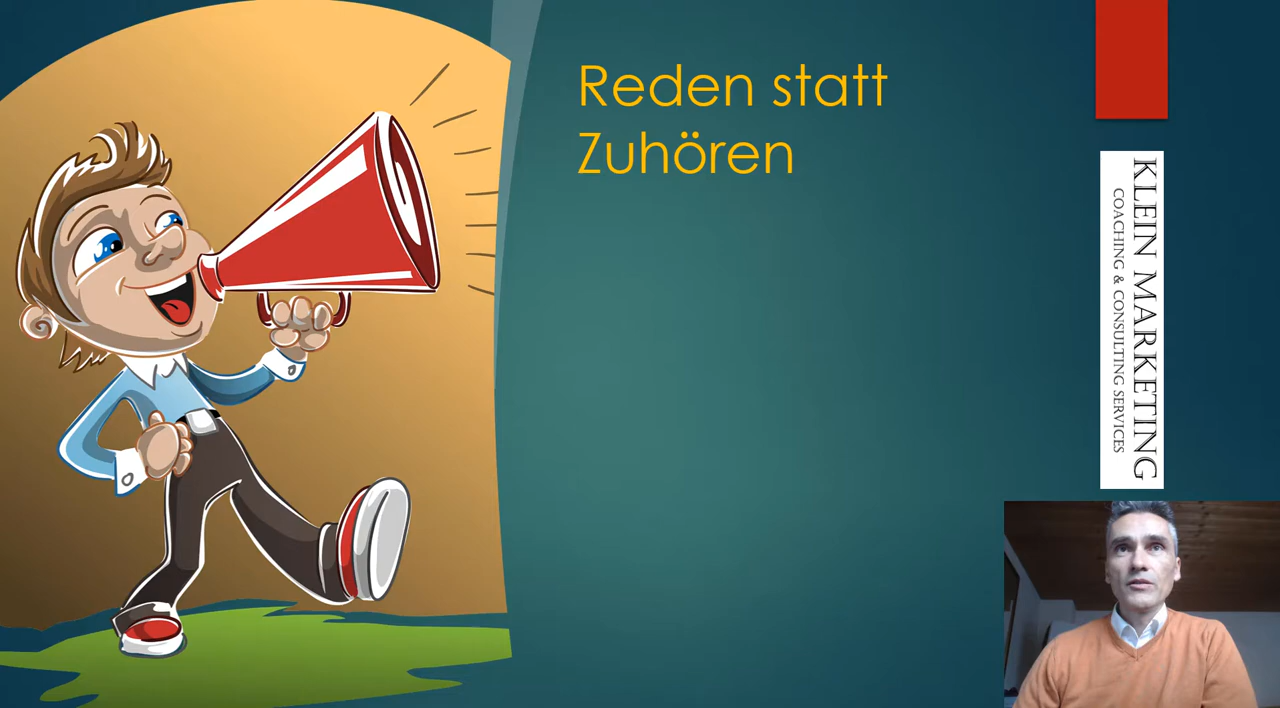 Reden statt
Zuhören
KLEIN MARKETING
COACHING & CONSULTING SERVICES